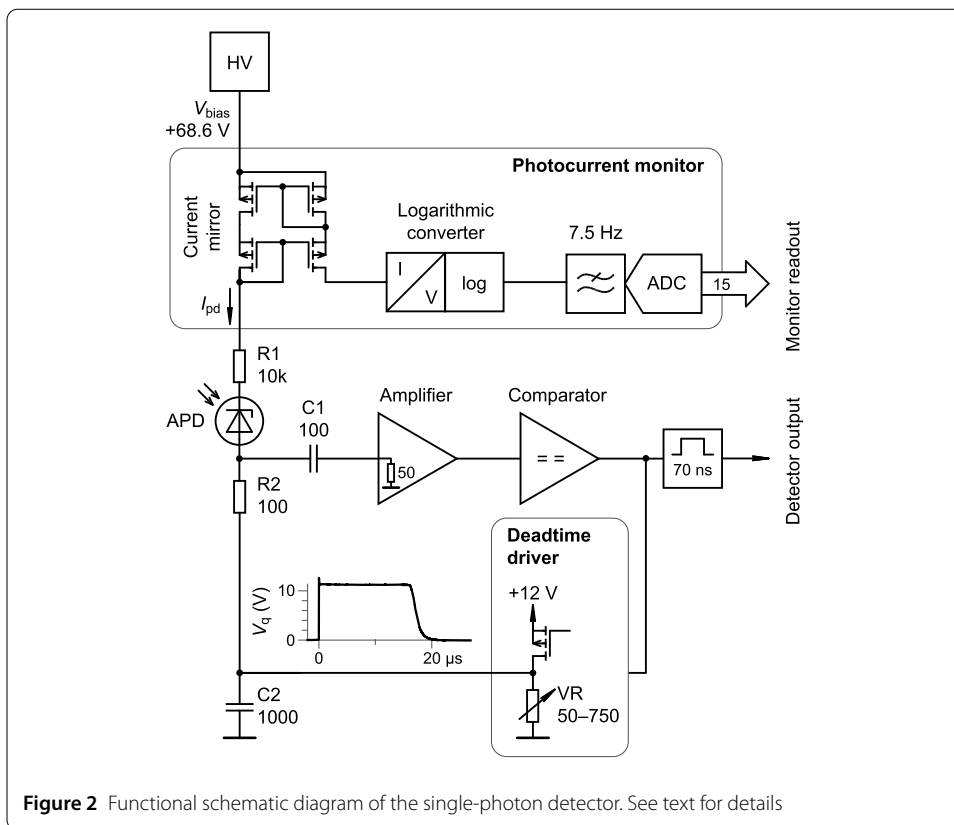 HV
Vbias
+68.6 V
Photocurrent monitor
Current
mirror
Logarithmic
converter
7.5 Hz
I
V
log
ADC
15
Monitor readout
Ipd
R1
10k
APD
C1
100
Amplifier
Comparator
50
= =
70 ns
Detector output
R2
100
Deadtime
driver
+12 V
Vq (V)
10
0
0
20 µs
VR
50–750
C2
1000
Figure 2 Functional schematic diagram of the single-photon detector. See text for details